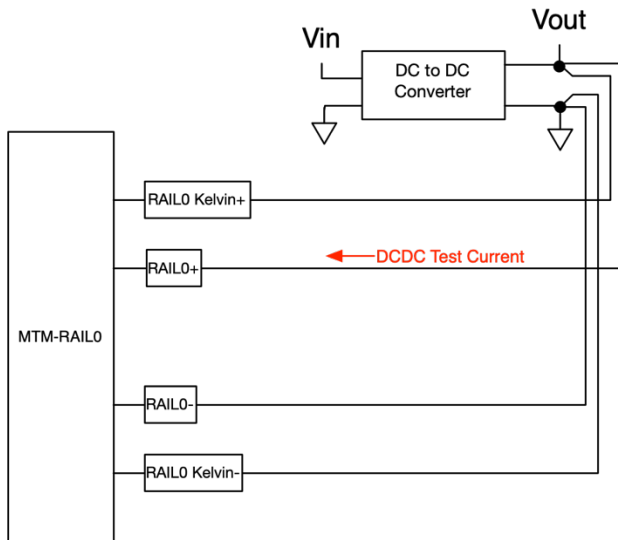 Vin
Vout
DC to DC
Converter
RAIL0 Kelvin+
DCDC Test Current
RAIL0+
MTM-RAIL0
RAIL0-
RAIL0 Kelvin-